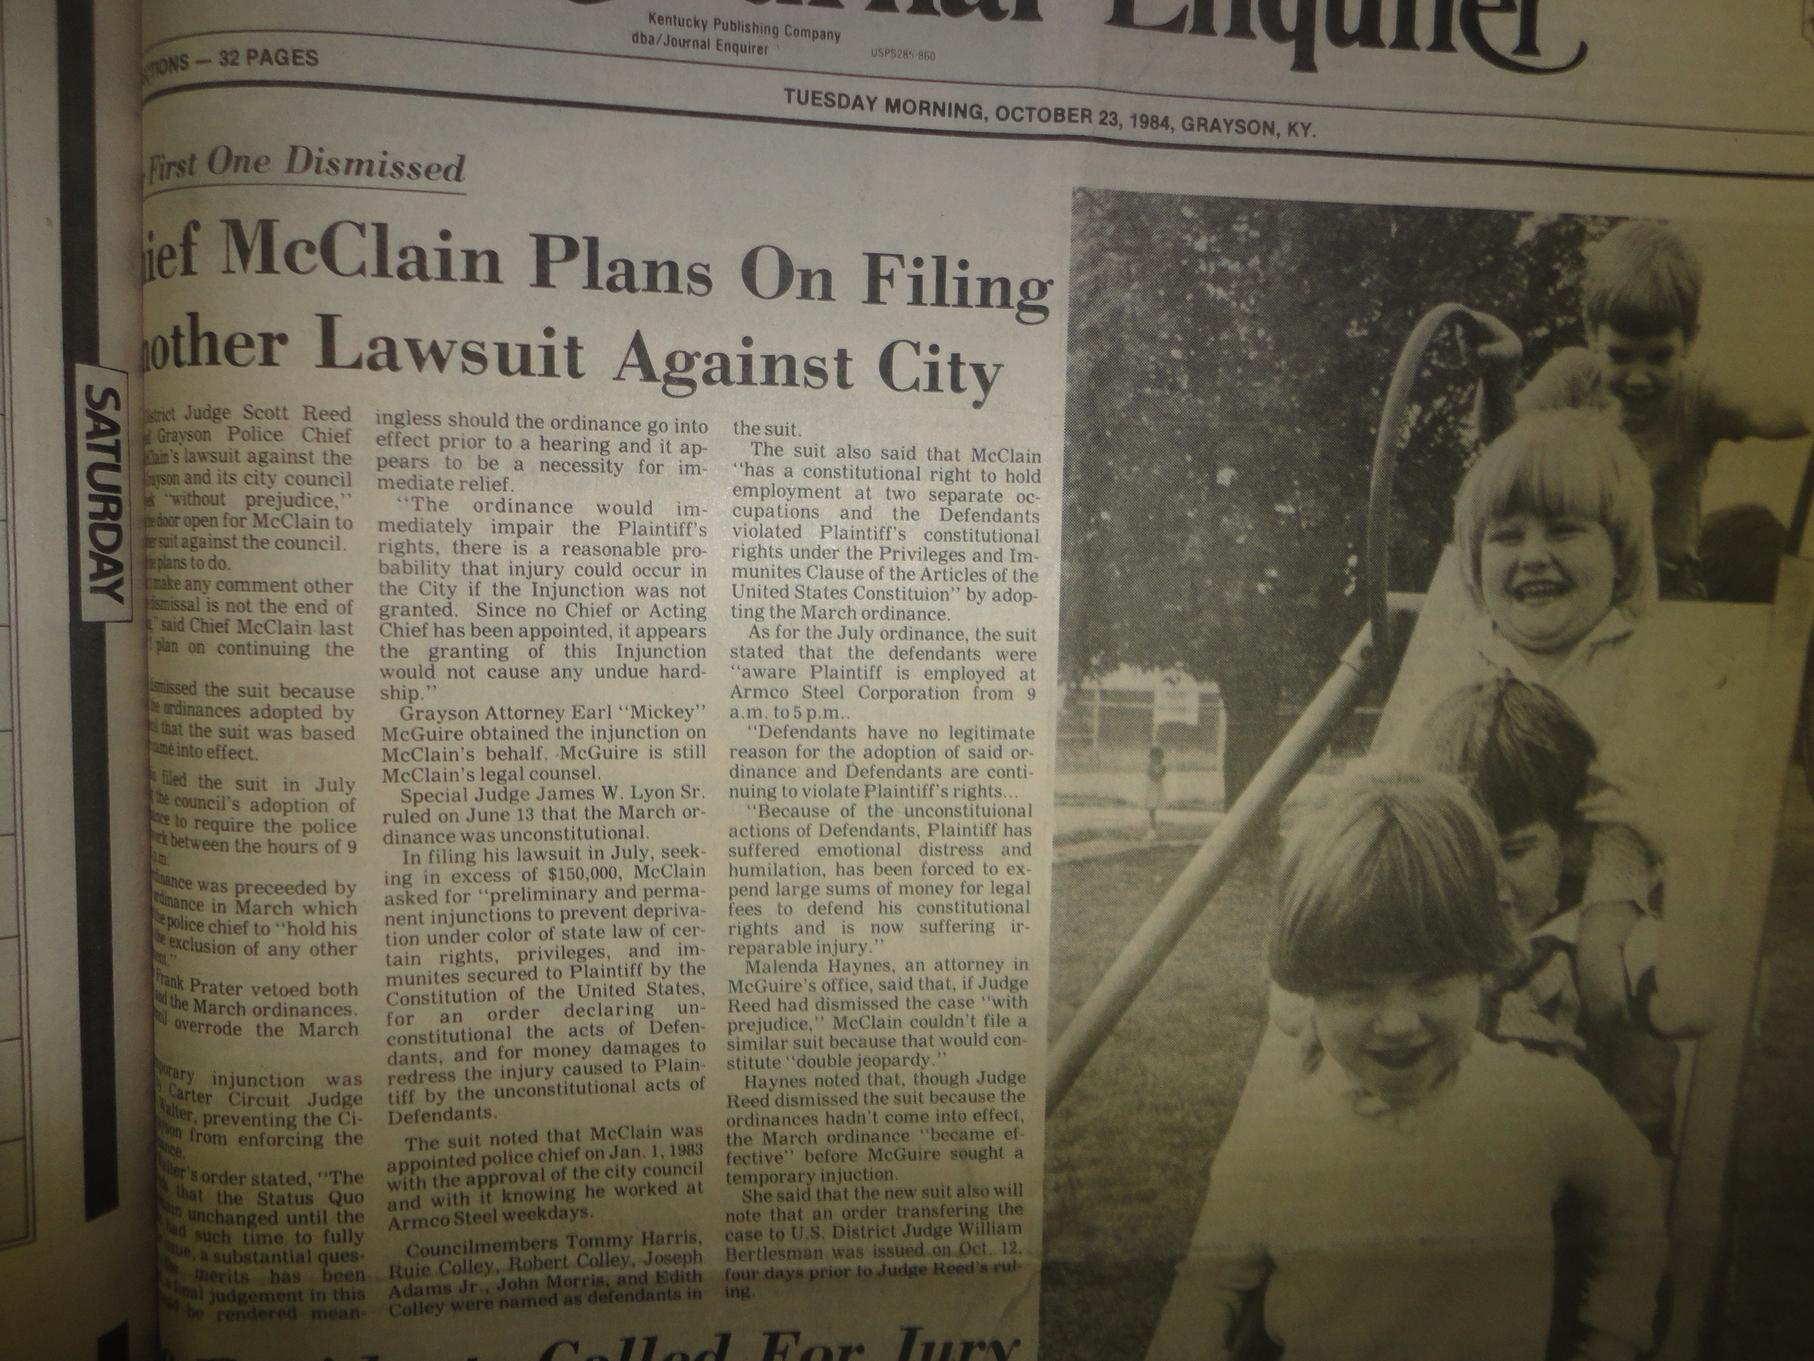 Enquirer
Kentucky Publishing Company
dba/Journal Enquirer
USPS285-860
— 32 PAGES
TUESDAY MORNING, OCTOBER 23, 1984, GRAYSON, KY.
First One Dismissed
McClain Plans On Filing
Lawsuit Against City
SATURDAY
Judge Scott Reed
Grayson Police Chief
lawsuit against the
and its city council
"without prejudice,"
door open for McClain to
suit against the council.
plans to do.
make any comment other
dismissal is not the end of
said Chief McClain last
plan on continuing the
the suit because
ordinances adopted by
that the suit was based
into effect.
filed the suit in July
the council's adoption of
to require the police
between the hours of 9
was preceeded by
in March which
police chief to "hold his
exclusion of any other
Frank Prater vetoed both
the March ordinances.
overrode the March
injunction was
Carter Circuit Judge
preventing the Ci-
from enforcing the
order stated, "The
that the Status Quo
unchanged until the
had such time to fully
a substantial ques-
merits has been
final judgement in this
be rendered mean-
ingless should the ordinance go into
effect prior to a hearing and it ap-
pears to be a necessity for im-
mediate relief.
"The ordinance would im-
mediately impair the Plaintiff's
rights, there is a reasonable pro-
bability that injury could occur in
the City if the Injunction was not
granted. Since no Chief or Acting
Chief has been appointed, it appears
the granting of this Injunction
would not cause any undue hard-
ship."
Grayson Attorney Earl "Mickey"
McGuire obtained the injunction on
McClain's behalf. McGuire is still
McClain's legal counsel.
Special Judge James W. Lyon Sr.
ruled on June 13 that the March or-
dinance was unconstitutional.
In filing his lawsuit in July, seek-
ing in excess of $150,000, McClain
asked for "preliminary and perma-
nent injunctions to prevent depriva-
tion under color of state law of cer-
tain rights, privileges, and im-
munites secured to Plaintiff by the
Constitution of the United States,
for an order declaring un-
constitutional the acts of Defen-
dants, and for money damages to
redress the injury caused to Plain-
tiff by the unconstitutional acts of
Defendants.
The suit noted that McClain was
appointed police chief on Jan. 1, 1983
with the approval of the city council
and with it knowing he worked at
Armco Steel weekdays.
Councilmembers Tommy Harris,
Ruie Colley, Robert Colley, Joseph
Adams Jr., John Morris, and Edith
Colley were named as defendants in
the suit.
The suit also said that McClain
"has a constitutional right to hold
employment at two separate oc-
cupations and the Defendants
violated Plaintiff's constitutional
rights under the Privileges and Im-
munites Clause of the Articles of the
United States Constituion" by adop-
ting the March ordinance.
As for the July ordinance, the suit
stated that the defendants were
"aware Plaintiff is employed at
Armco Steel Corporation from 9
a.m. to 5 p.m..
"Defendants have no legitimate
reason for the adoption of said or-
dinance and Defendants are conti-
nuing to violate Plaintiff's rights...
"Because of the unconstituional
actions of Defendants, Plaintiff has
suffered emotional distress and
humilation, has been forced to ex-
pend large sums of money for legal
fees to defend his constitutional
rights and is now suffering ir-
reparable injury."
Malenda Haynes, an attorney in
McGuire's office, said that, if Judge
Reed had dismissed the case "with
prejudice," McClain couldn't file a
similar suit because that would con-
stitute "double jeopardy."
Haynes noted that, though Judge
Reed dismissed the suit because the
ordinances hadn't come into effect,
the March ordinance "became ef-
fective" before McGuire sought a
temporary injuction.
She said that the new suit also will
note that an order transfering the
case to U.S. District Judge William
Bertlesman was issued on Oct. 12,
four days prior to Judge Reed's rul-
ing.
Called For Jury